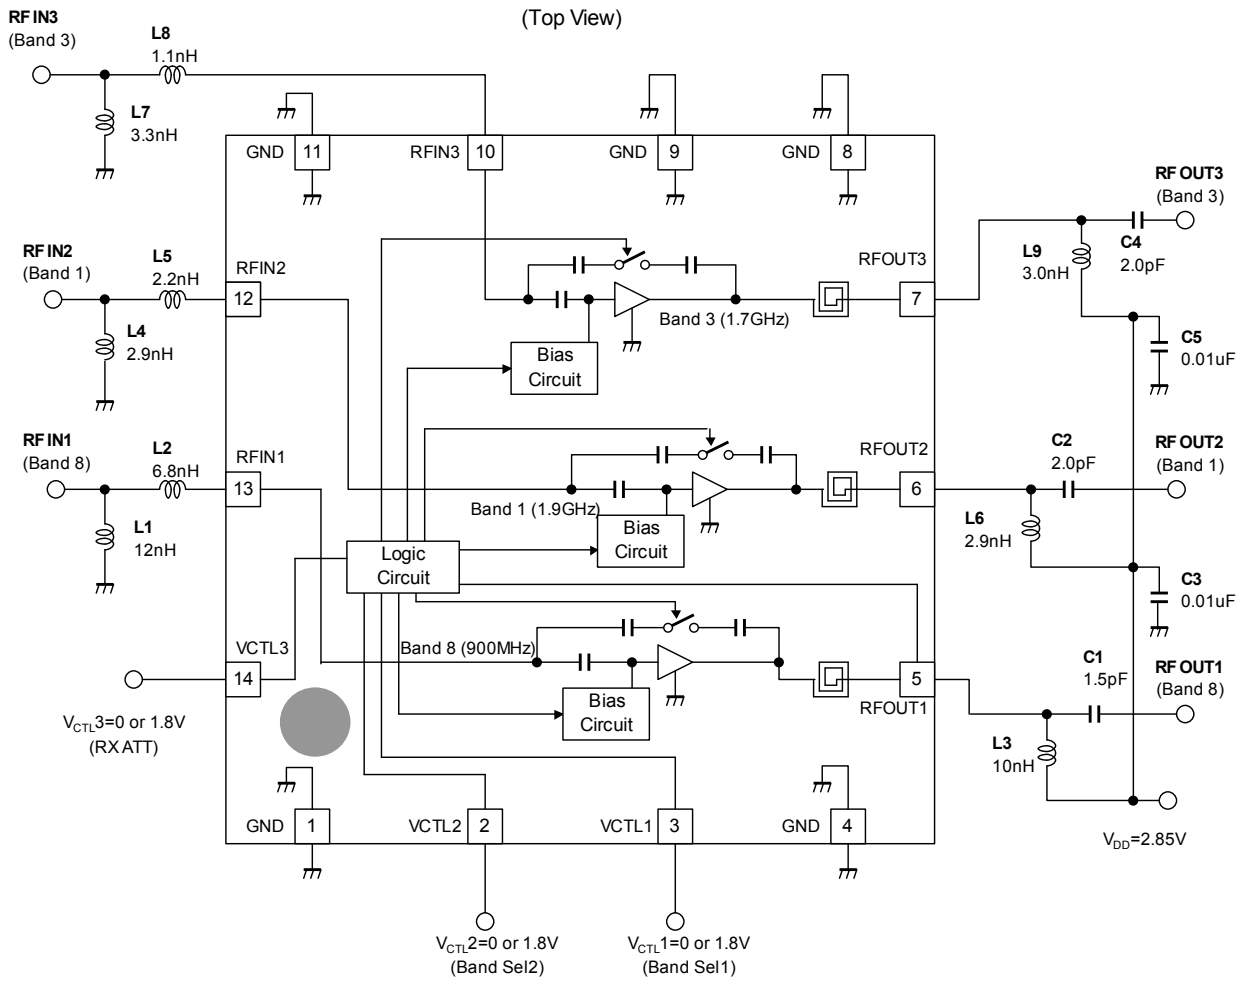 (Top View)
RFIN3
(Band 3)
L8
1.1nH
L7
3.3nH
GND
11
RFIN3
10
GND
9
GND
8
RFOUT3
(Band 3)
RFIN2
(Band 1)
L5
2.2nH
RFIN2
12
L4
2.9nH
RFOUT3
7
L9
3.0nH
C4
2.0pF
C5
0.01uF
Band 3 (1.7GHz)
Bias
Circuit
RFIN1
(Band 8)
L2
6.8nH
RFIN1
13
L1
12nH
RFOUT2
6
C2
2.0pF
RFOUT2
(Band 1)
L6
2.9nH
C3
0.01uF
Band 1 (1.9GHz)
Bias
Circuit
Logic
Circuit
VCTL3
14
VCTL3=0 or 1.8V
(RX ATT)
Band 8 (900MHz)
Bias
Circuit
5
RFOUT1
C1
1.5pF
RFOUT1
(Band 8)
L3
10nH
GND
1
VCTL2
2
VCTL1
3
GND
4
VDD=2.85V
VCTL2=0 or 1.8V
(Band Sel2)
VCTL1=0 or 1.8V
(Band Sel1)